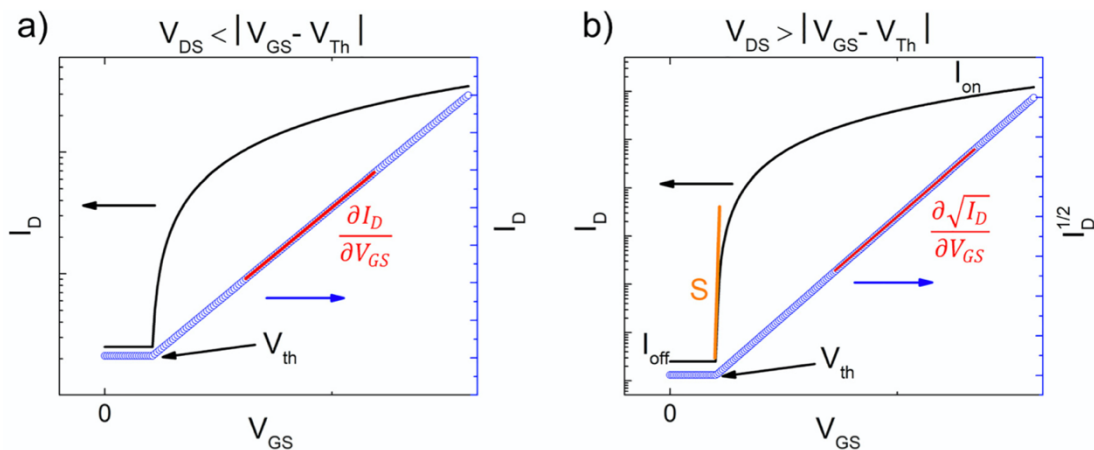 a)
V_DS < |V_GS - V_Th|
I_D
∂I_D
∂V_GS
V_th
I_D
0
V_GS
b)
V_DS > |V_GS - V_Th|
I_on
I_D
∂√I_D
∂V_GS
S
I_off
V_th
I_D^1/2
0
V_GS